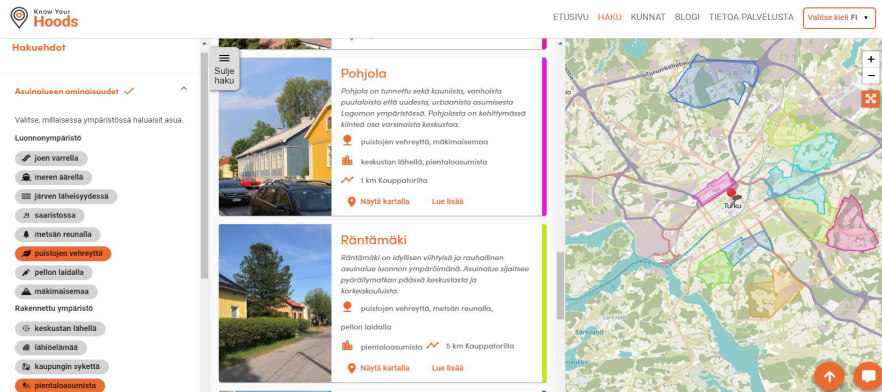 Know Your
Hoods
ETUSIVU HAKU KUNNAT BLOGI TIETOA PALVELUSTA Valitse kieli FI ▼
Hakuehdot
Asuinalueen ominaisuudet
Valitse, millaisessa ympäristössä haluaisit asua.
Luonnonympäristö
joen varrella
meren äärellä
järven läheisyydessä
saaristossa
metsän reunalla
puistojen vehreyttä
pellon laidalla
mäkimaisemaa
Rakennettu ympäristö
keskustan lähellä
lähiöelämää
kaupungin sykettä
pientaloasumista
Sulje
haku
Pohjola
Pohjola on tunnettu sekä kauniista, vanhoista
puutaloista että uudesta, urbaanista asumisesta
Logomon ympäristössä. Pohjolasta on kehittymässä
kiinteä osa varsinaista keskustaa.
puistojen vehreyttä, mäkimaisemaa
keskustan lähellä, pientaloasumista
1 km Kauppatorilta
Näytä kartalla Lue lisää
Räntämäki
Räntämäki on idyllisen viihtyisä ja rauhallinen
asuinalue luonnon ympäröimänä. Asuinalue sijaitsee
pyöräilymatkan päässä keskustasta ja
korkeakouluista.
puistojen vehreyttä, metsän reunalla,
pellon laidalla
pientaloasumista 5 km Kauppatorilta
Näytä kartalla Lue lisää
+
−
Turku